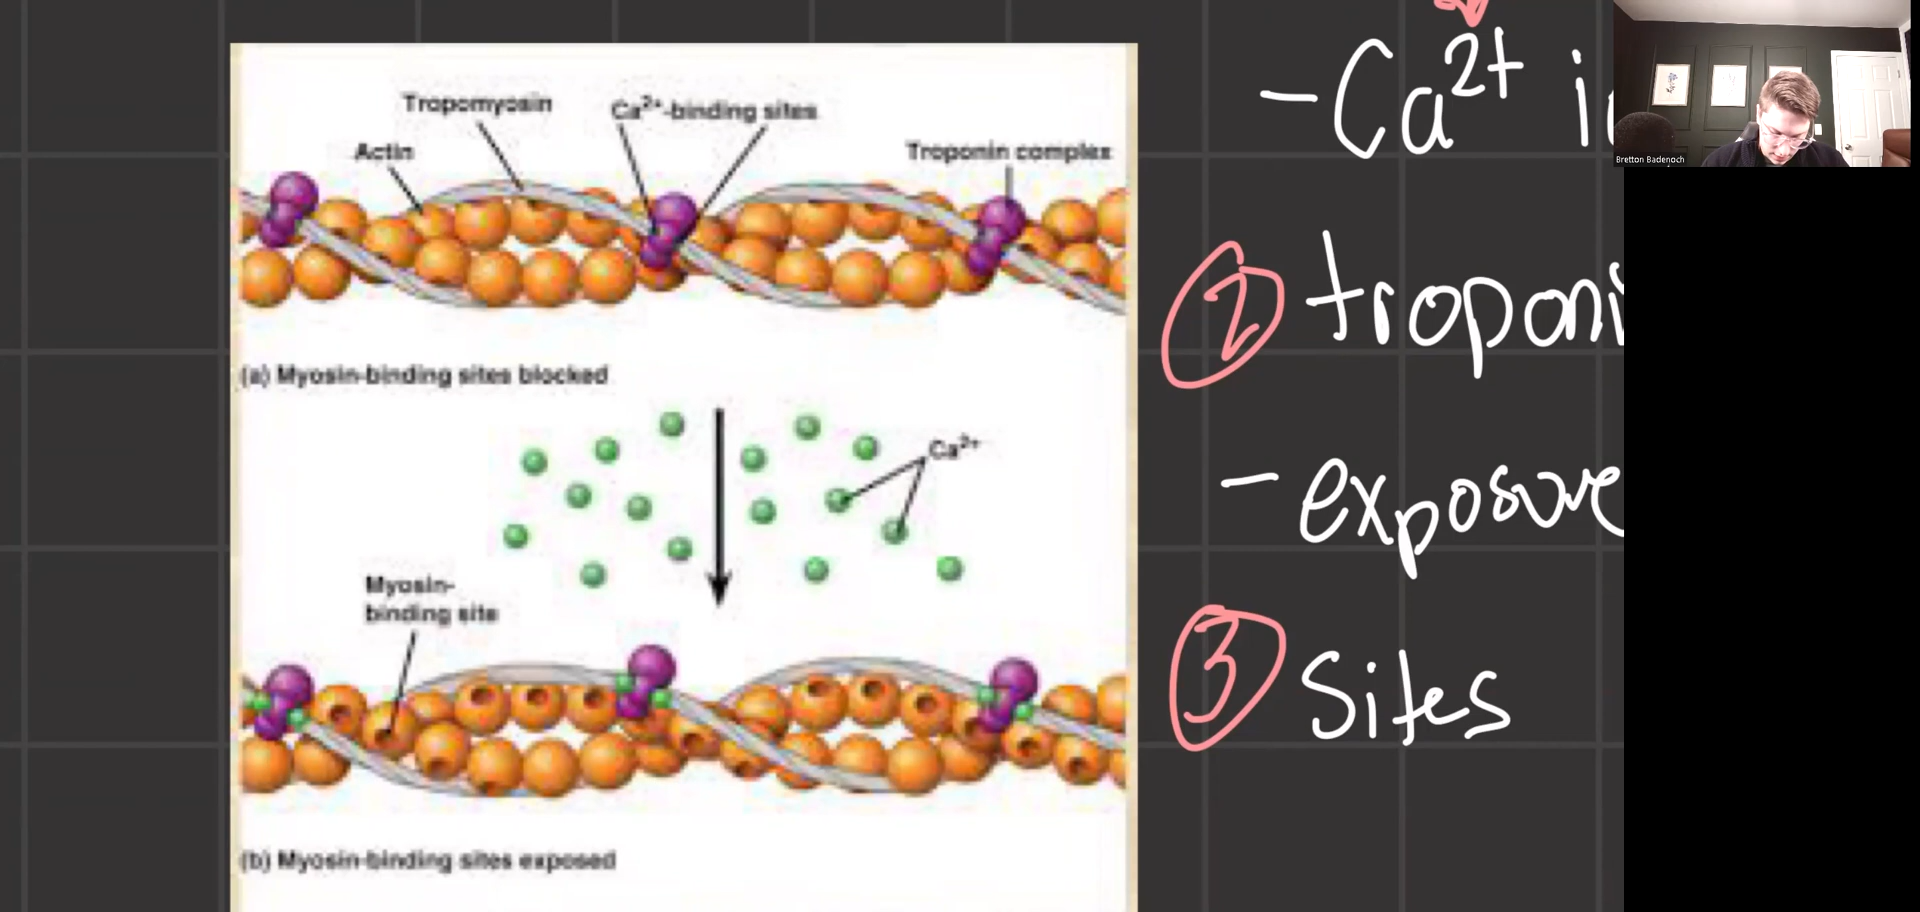 Tropomyosin
Ca2+-binding sites
Actin
Troponin complex
(a) Myosin-binding sites blocked
Ca2+
Myosin-
binding site
(b) Myosin-binding sites exposed
- Ca2+
2 troponi
- exposure
3 Sites
Bretton Badenoch